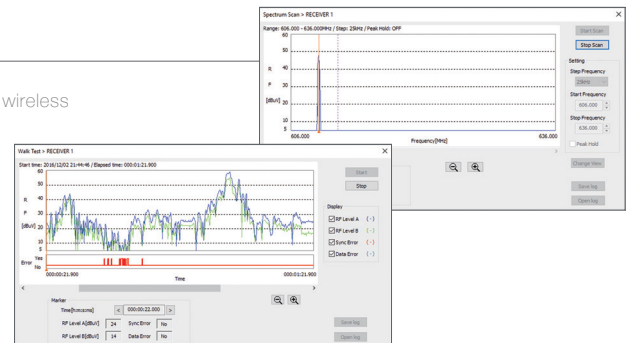 Spectrum Scan > RECEIVER 1
Range: 606.000 - 636.000MHz / Step: 25kHz / Peak Hold: OFF
60
50
40
30
20
10
5
R
F
[dBuV]
606.000
636.000
Frequency[MHz]
Start Scan
Stop Scan
Setting
Step Frequency
25kHz
Start Frequency
606.000
Stop Frequency
636.000
Peak Hold
Change View
Save log
Open log
wireless
Walk Test > RECEIVER 1
Start time: 2016/12/02 21:44:46 / Elapsed time: 000:01:21.900
60
50
40
30
20
10
5
R
F
[dBuV]
Error
Yes
No
000:00:21.900
Time
000:01:21.900
Start
Stop
Display
RF Level A [-]
RF Level B [-]
Sync Error [-]
Data Error [-]
Marker
Time[h:m:s:ms] < 000:00:22.000 >
RF Level A[dBuV] 24 Sync Error No
RF Level B[dBuV] 14 Data Error No
Save log
Open log